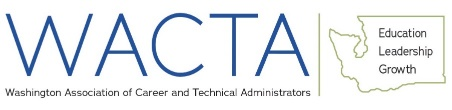 WACTA
Washington Association of Career and Technical Administrators
Education
Leadership
Growth